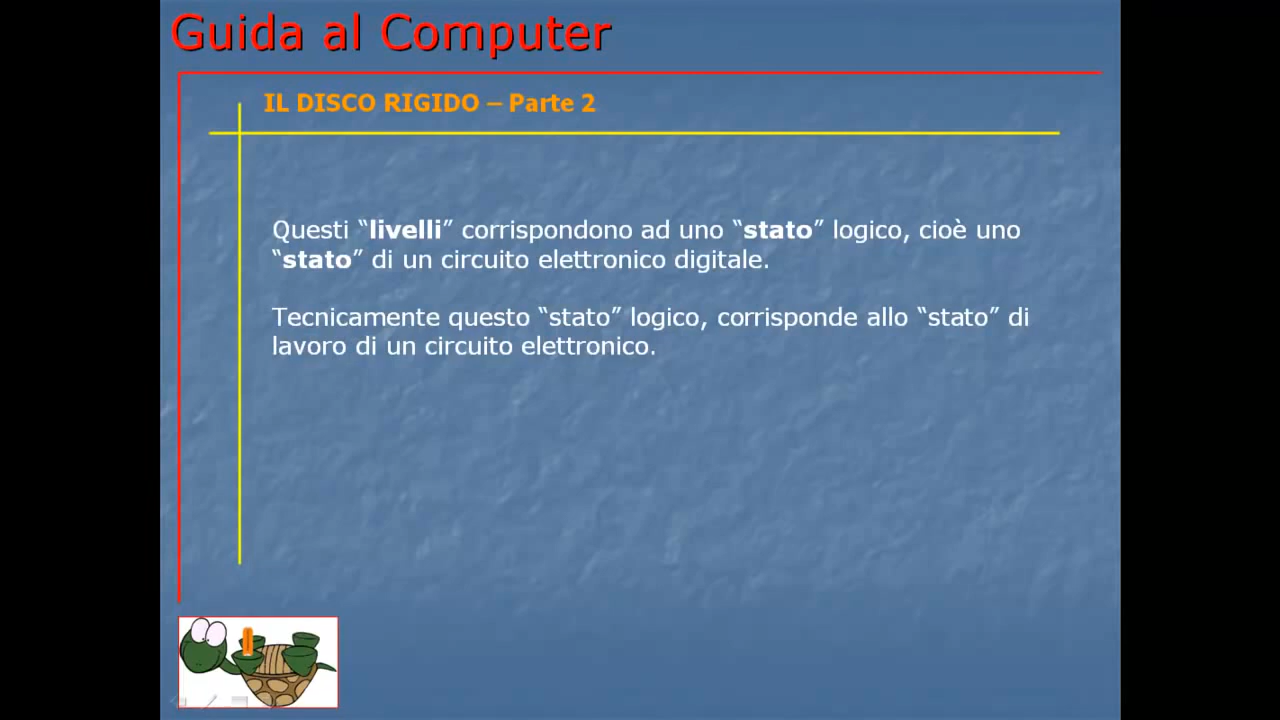 Guida al Computer
IL DISCO RIGIDO – Parte 2
Questi “livelli” corrispondono ad uno “stato” logico, cioè uno
“stato” di un circuito elettronico digitale.
Tecnicamente questo “stato” logico, corrisponde allo “stato” di
lavoro di un circuito elettronico.